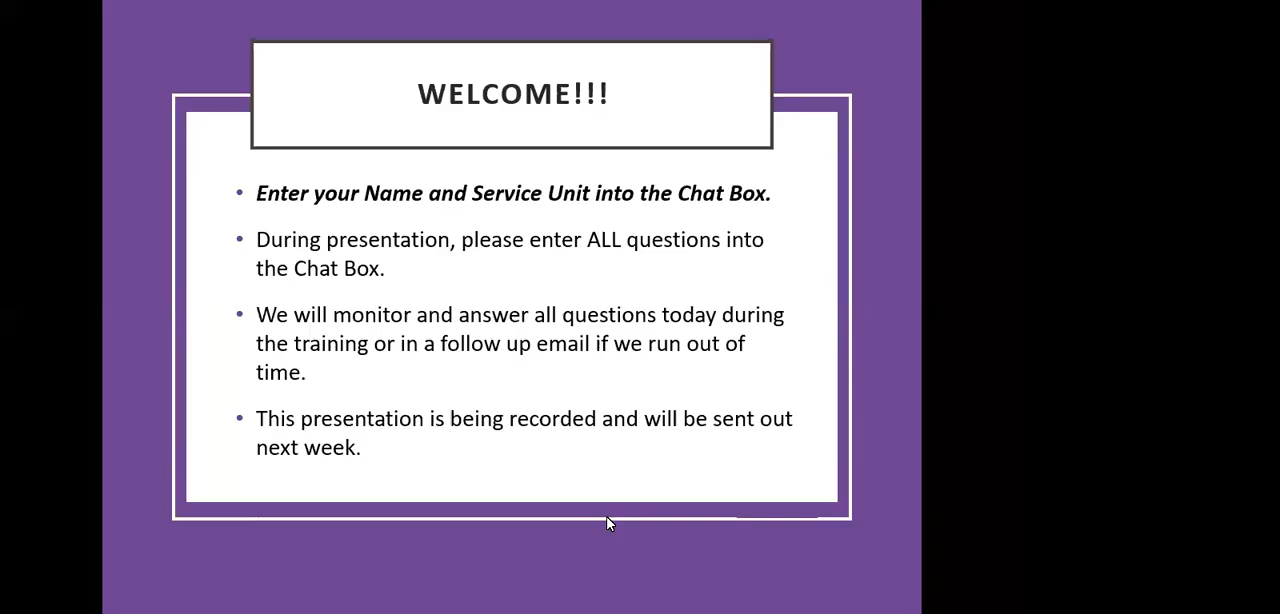 WELCOME!!!
• Enter your Name and Service Unit into the Chat Box.
• During presentation, please enter ALL questions into
the Chat Box.
• We will monitor and answer all questions today during
the training or in a follow up email if we run out of
time.
• This presentation is being recorded and will be sent out
next week.